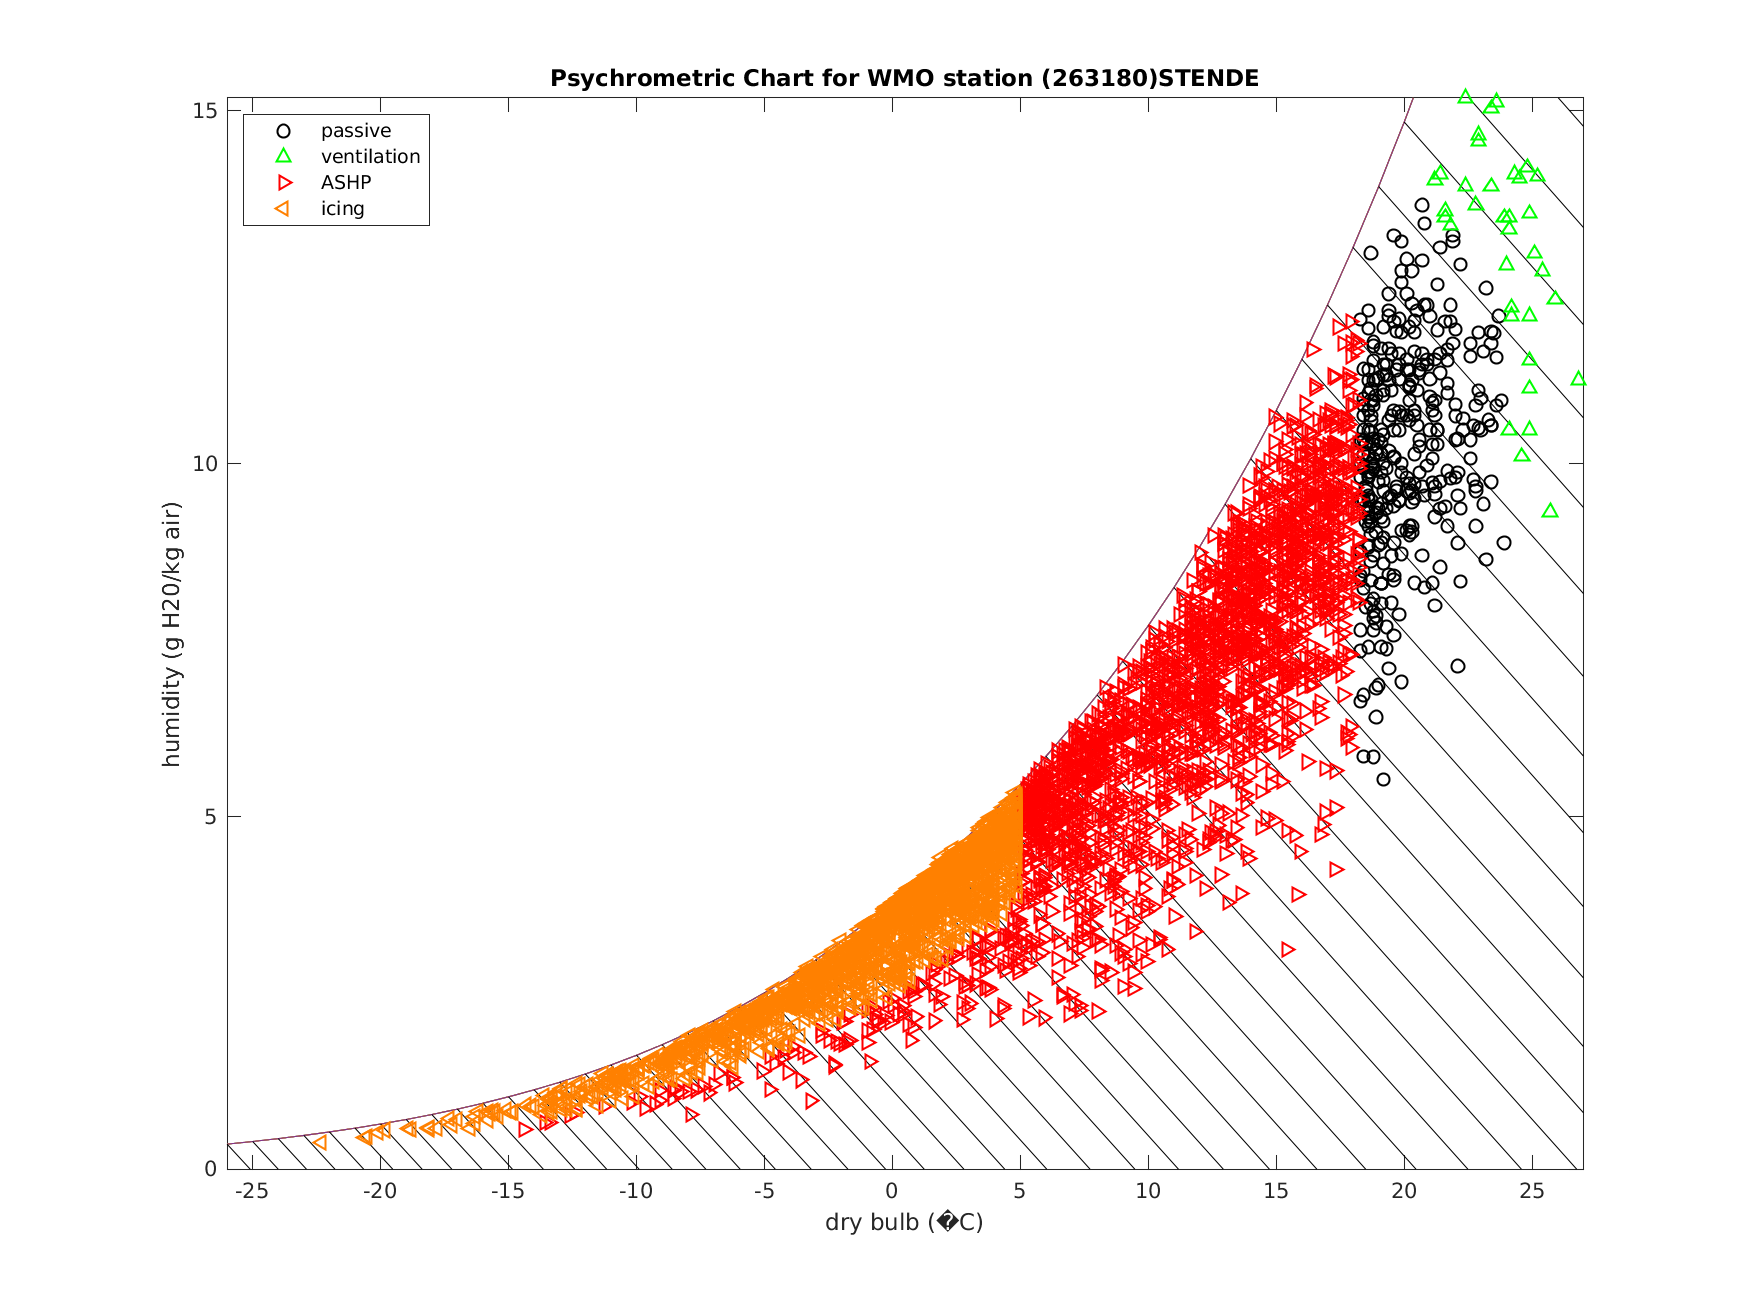 Psychrometric Chart for WMO station (263180)STENDE
passive
ventilation
ASHP
icing
humidity (g H20/kg air)
15
10
5
0
-25 -20 -15 -10 -5 0 5 10 15 20 25
dry bulb (�C)